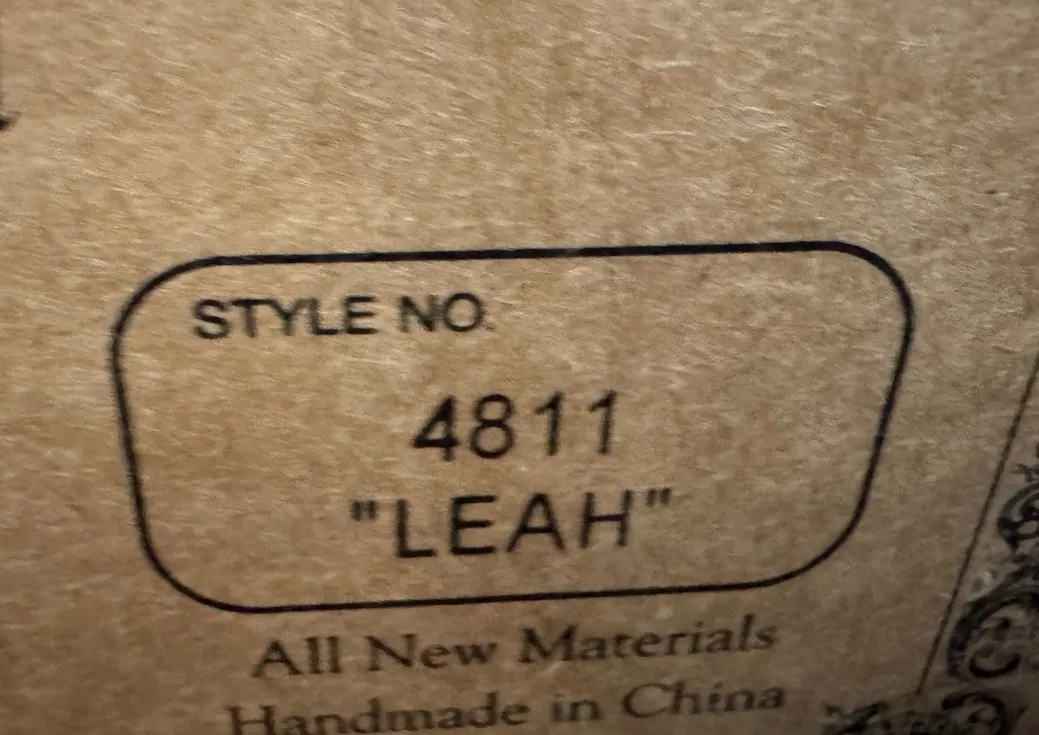 STYLE NO.
4811
"LEAH"
All New Materials
Handmade in China